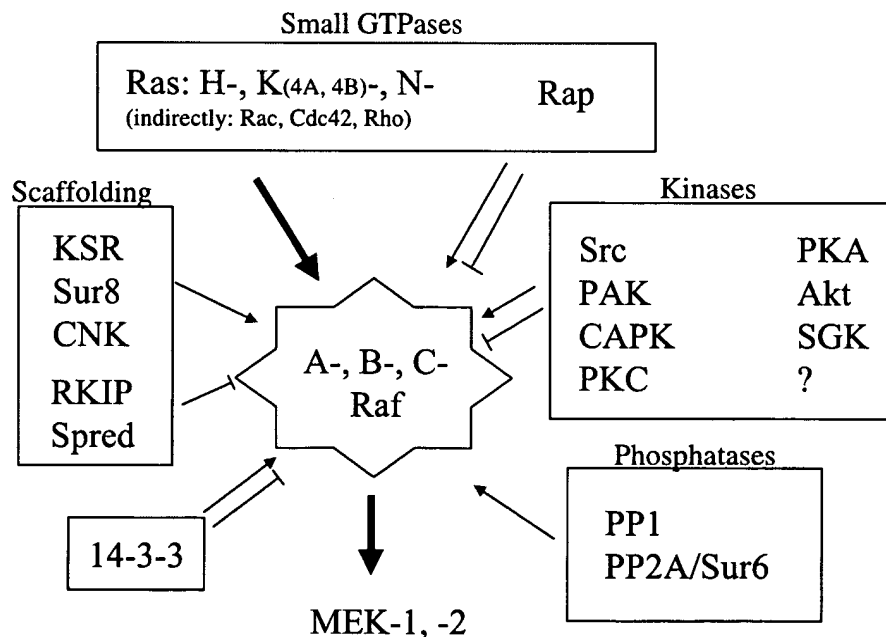 Small GTPases
Ras: H-, K(4A, 4B)-, N-
(indirectly: Rac, Cdc42, Rho)
Rap
Scaffolding
KSR
Sur8
CNK
RKIP
Spred
Kinases
Src PKA
PAK Akt
CAPK SGK
PKC ?
A-, B-, C-
Raf
14-3-3
Phosphatases
PP1
PP2A/Sur6
MEK-1, -2